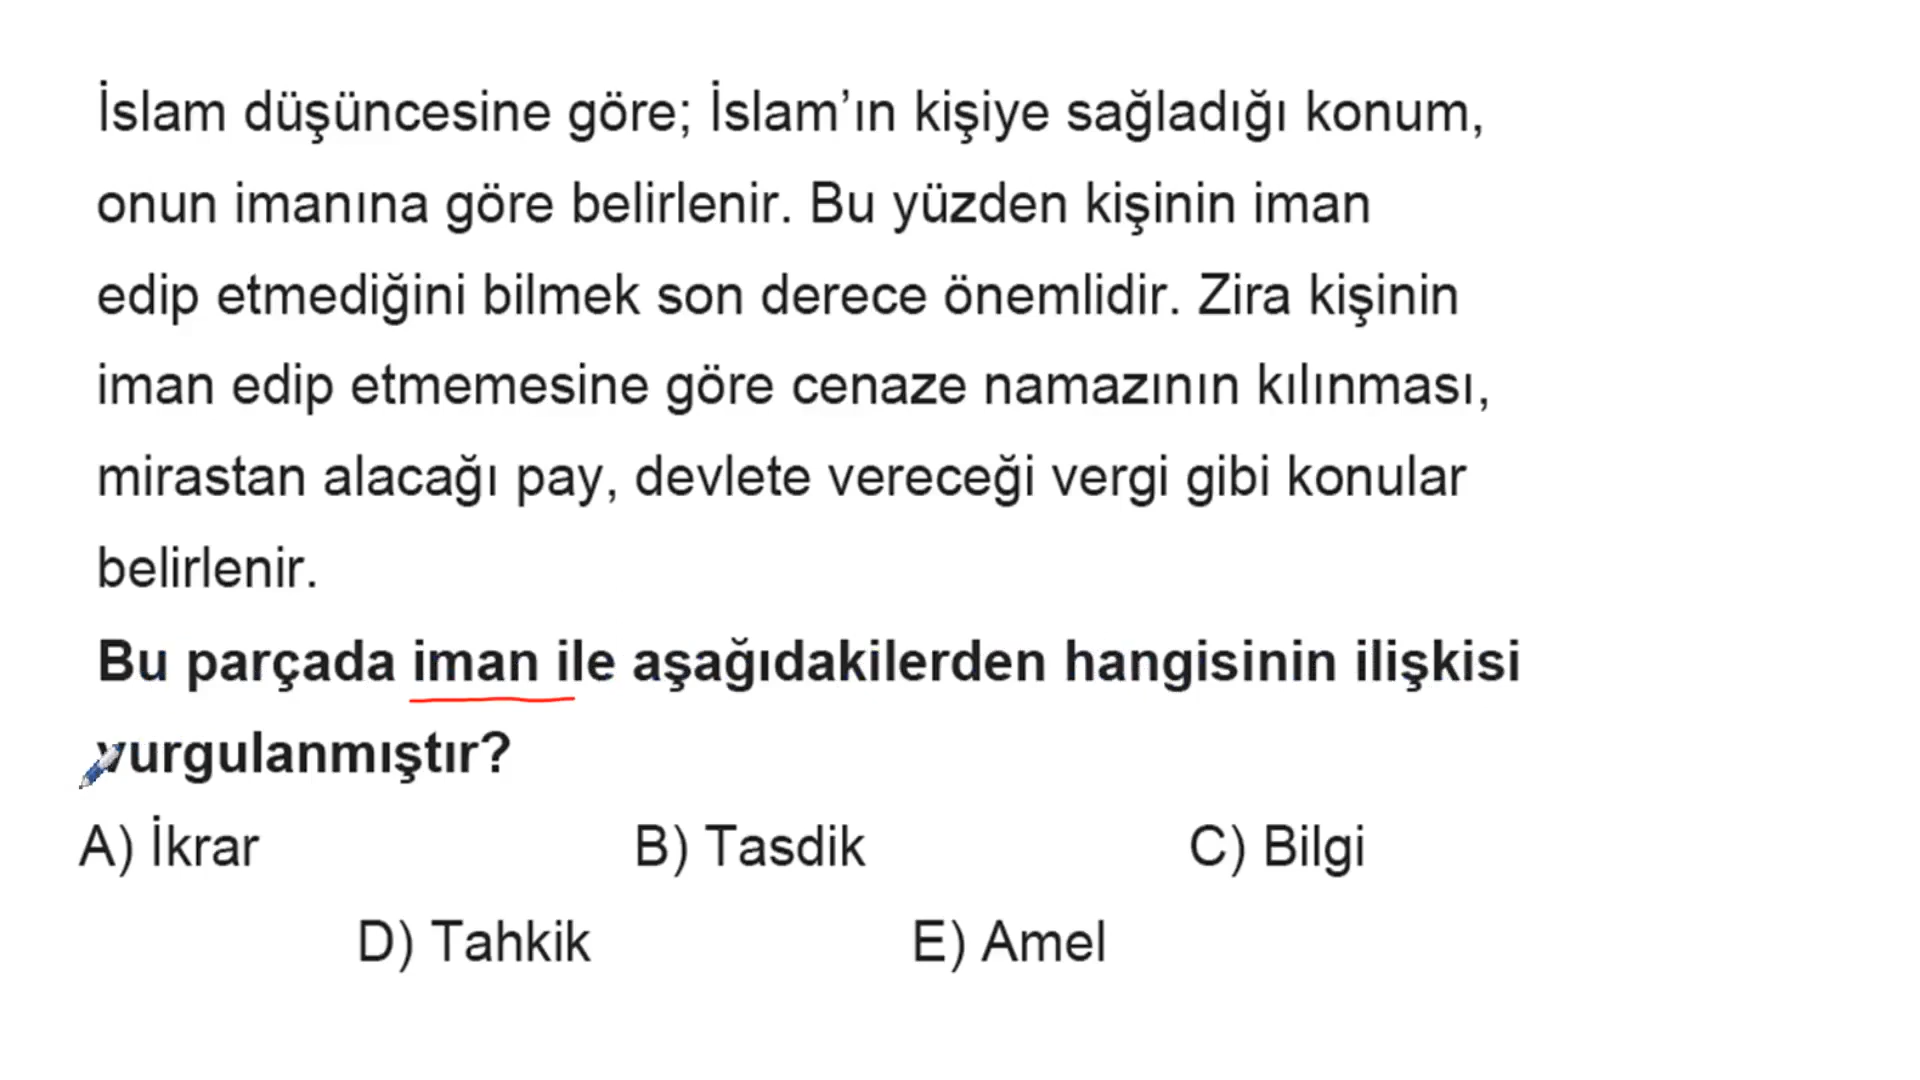 İslam düşüncesine göre; İslam’ın kişiye sağladığı konum,
onun imanına göre belirlenir. Bu yüzden kişinin iman
edip etmediğini bilmek son derece önemlidir. Zira kişinin
iman edip etmemesine göre cenaze namazının kılınması,
mirastan alacağı pay, devlete vereceği vergi gibi konular
belirlenir.
Bu parçada iman ile aşağıdakilerden hangisinin ilişkisi
vurgulanmıştır?
A) İkrar B) Tasdik C) Bilgi
D) Tahkik E) Amel